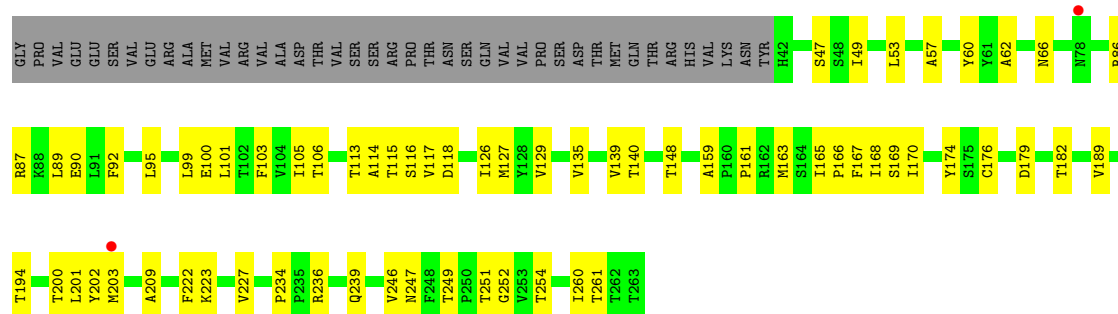 GLY PRO VAL GLU GLU SER VAL GLU ARG ALA MET VAL ARG VAL ALA ASP THR VAL SER SER ARG PRO THR ASN SER GLN VAL VAL PRO SER ASP THR MET GLN THR ARG HIS VAL LYS ASN TYR H42 S47 S48 I49 L53 A57 Y60 Y61 A62 N66 N78 R86
R87 K88 L89 E90 L91 F92 L95 L99 E100 L101 T102 F103 V104 I105 T106 T113 A114 T115 S116 V117 D118 I126 M127 Y128 V129 V135 V139 T140 T148 A159 P160 P161 R162 M163 S164 I165 P166 F167 I168 S169 I170 Y174 S175 C176 D179 T182 V189
T194 T200 L201 Y202 M203 A209 F222 K223 V227 P234 P235 R236 Q239 V246 N247 F248 T249 P250 T251 G252 V253 T254 I260 T261 T262 T263